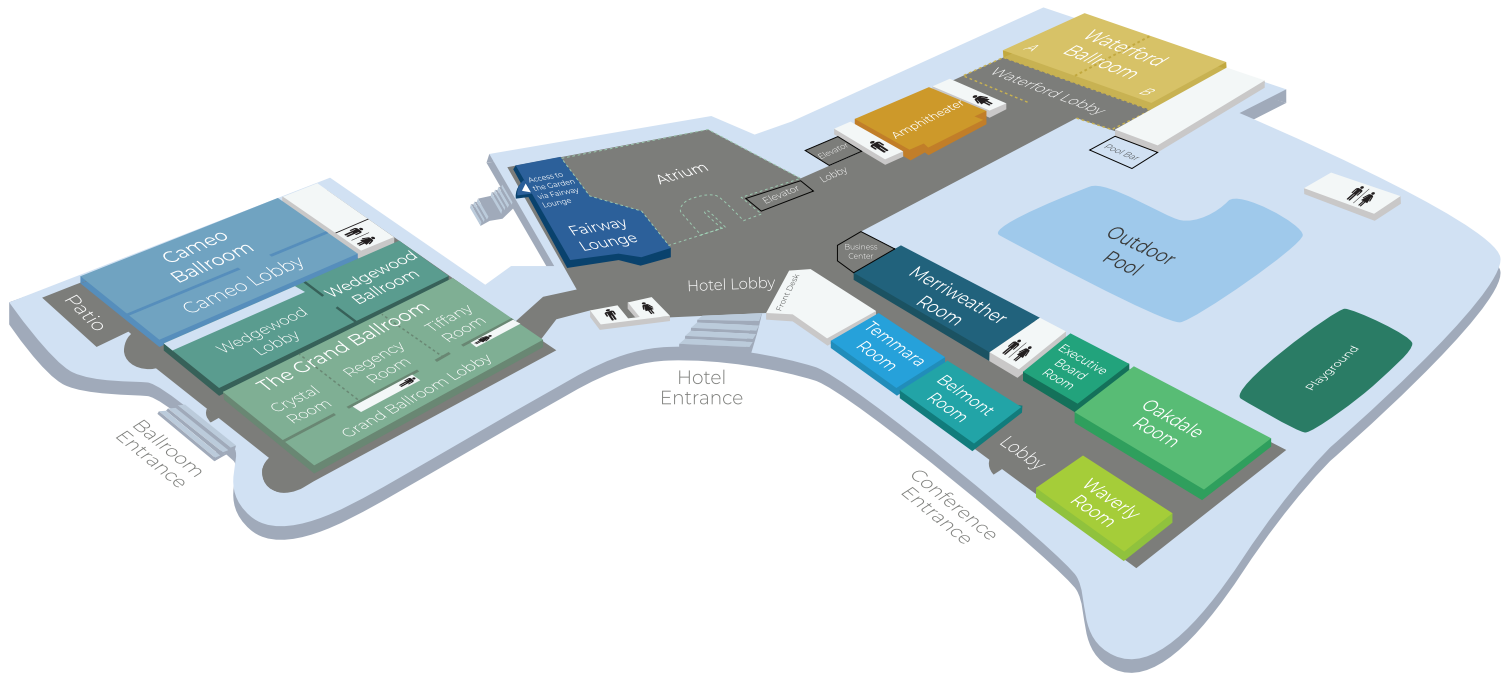 Waterford
Ballroom
A
B
Waterford Lobby
Amphitheater
Pool Bar
Elevator
Lobby
Atrium
Elevator
Access to
the Garden
via Fairway
Lounge
Fairway
Lounge
Outdoor
Pool
Cameo
Ballroom
Cameo Lobby
Wedgewood
Ballroom
Wedgewood
Lobby
Patio
The Grand Ballroom
Tiffany
Room
Regency
Room
Crystal
Room
Grand Ballroom Lobby
Ballroom
Entrance
Business
Center
Hotel Lobby
Front Desk
Hotel
Entrance
Merriweather
Room
Temmara
Room
Belmont
Room
Executive
Board
Room
Playground
Oakdale
Room
Lobby
Waverly
Room
Conference
Entrance